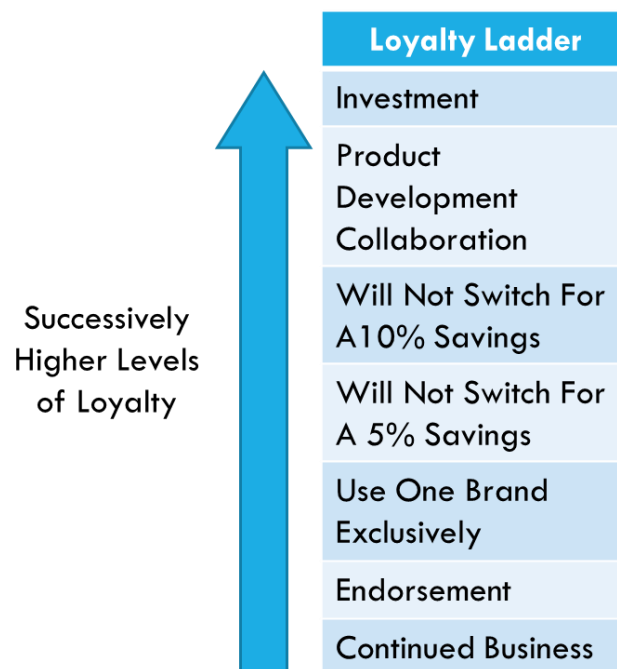 Loyalty Ladder
Investment
Product
Development
Collaboration
Will Not Switch For
A10% Savings
Will Not Switch For
A 5% Savings
Use One Brand
Exclusively
Endorsement
Continued Business
Successively
Higher Levels
of Loyalty